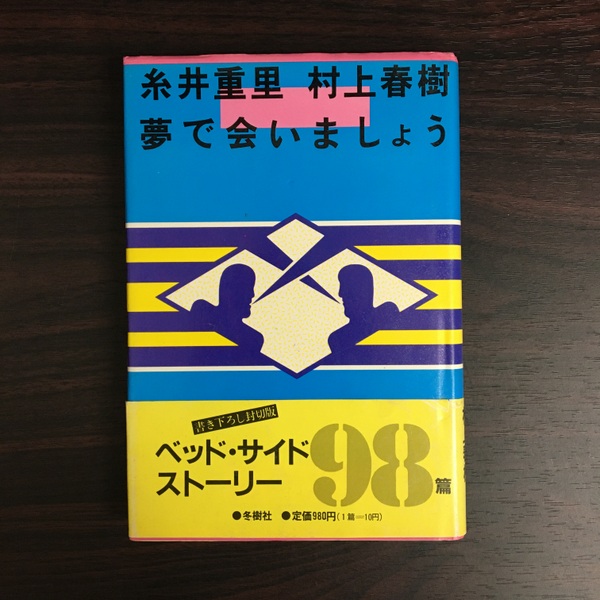 糸井重里 村上春樹
夢で会いましょう
書き下ろし封切版
ベッド・サイド
ストーリー
98篇
●冬樹社 ●定価980円(1篇＝10円)